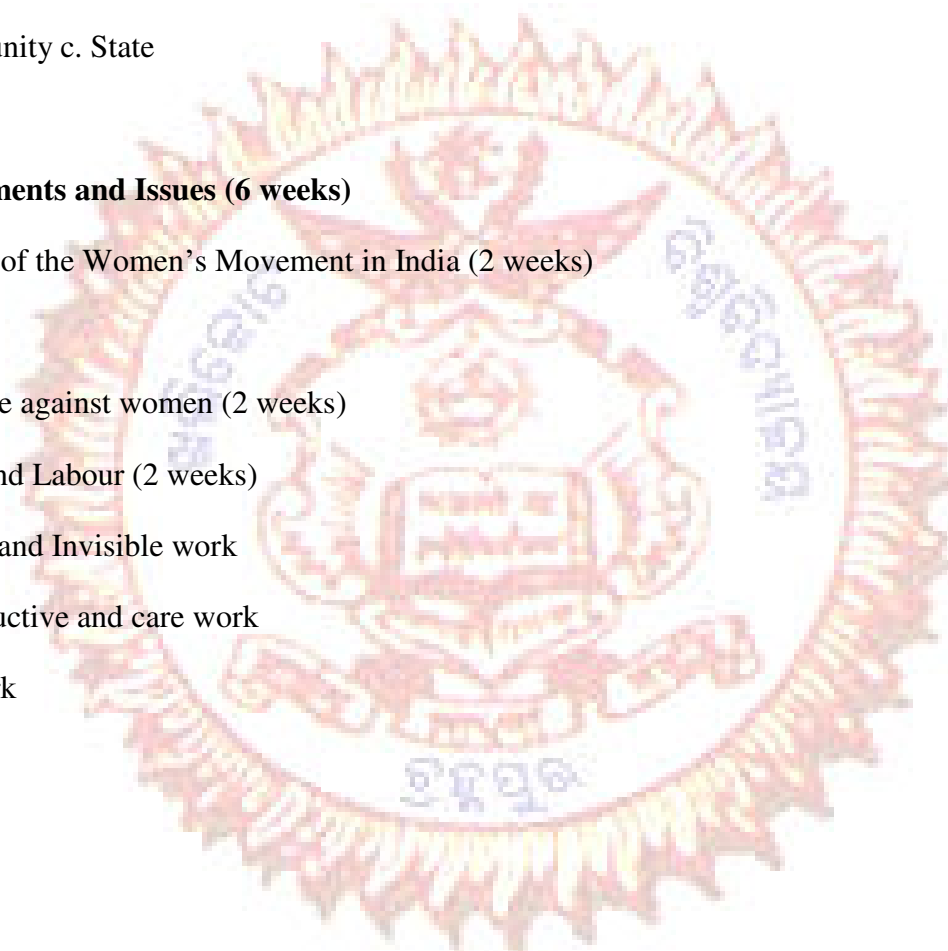 unity c. State
ments and Issues (6 weeks)
of the Women’s Movement in India (2 weeks)
e against women (2 weeks)
nd Labour (2 weeks)
and Invisible work
uctive and care work
rk